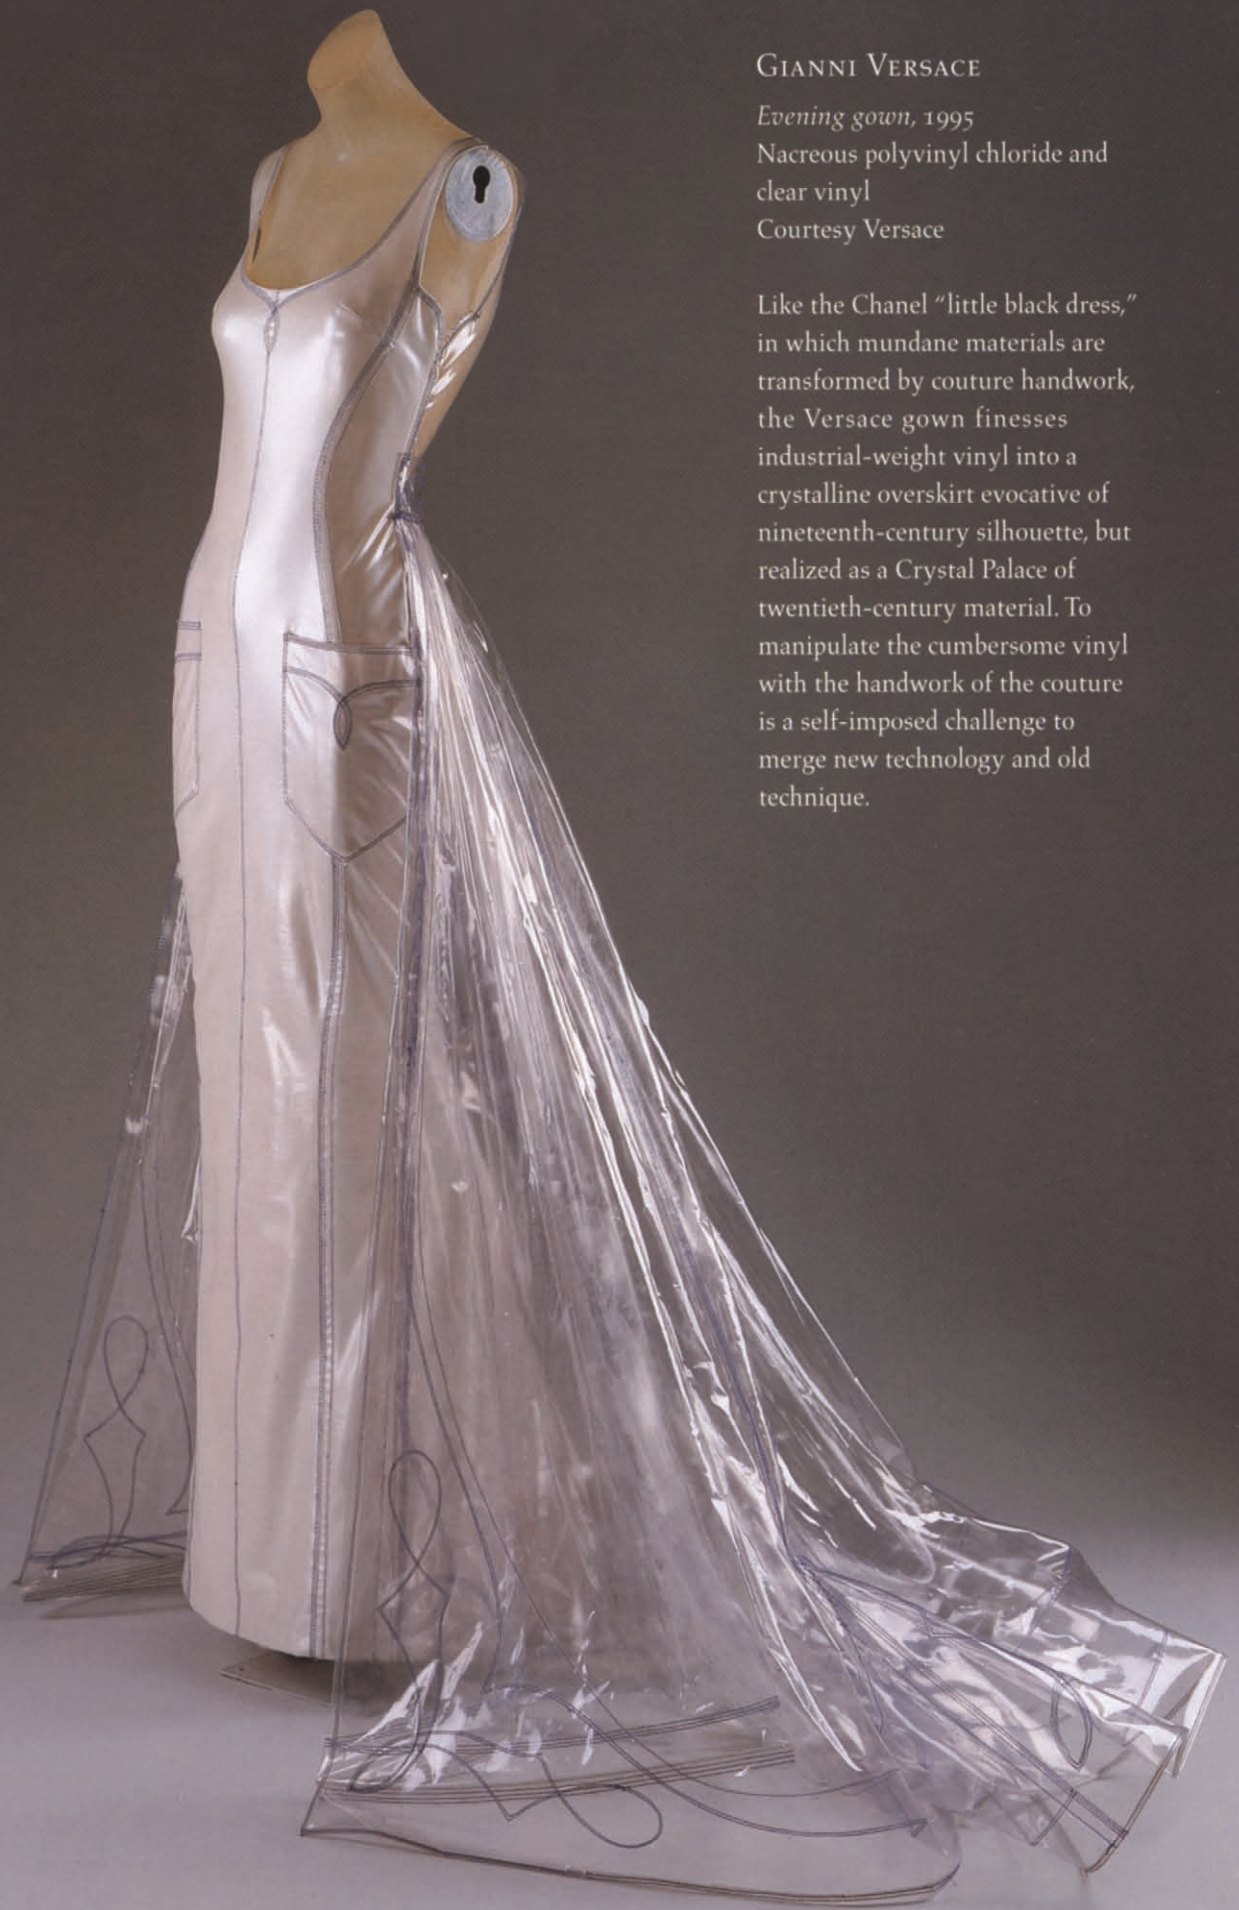 GIANNI VERSACE
Evening gown, 1995
Nacreous polyvinyl chloride and
clear vinyl
Courtesy Versace
Like the Chanel “little black dress,”
in which mundane materials are
transformed by couture handwork,
the Versace gown finesses
industrial-weight vinyl into a
crystalline overskirt evocative of
nineteenth-century silhouette, but
realized as a Crystal Palace of
twentieth-century material. To
manipulate the cumbersome vinyl
with the handwork of the couture
is a self-imposed challenge to
merge new technology and old
technique.